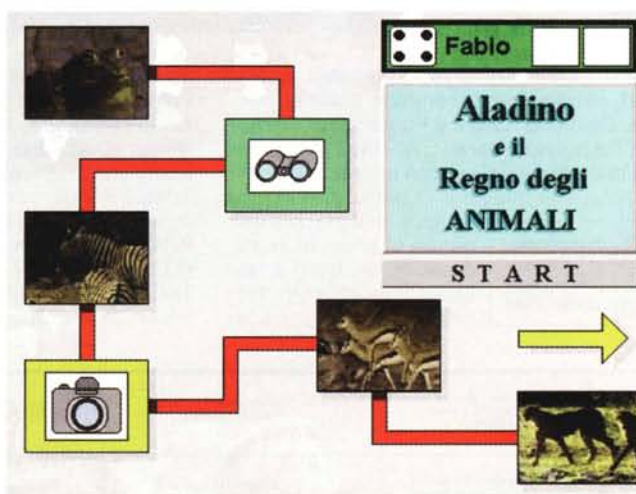 Fabio
Aladino
e il
Regno degli
ANIMALI
START